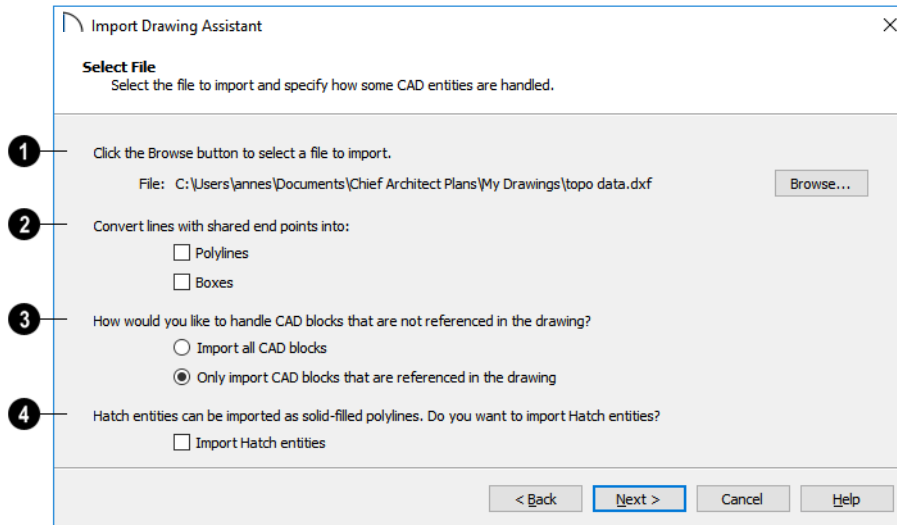 Import Drawing Assistant
Select File
Select the file to import and specify how some CAD entities are handled.
1 Click the Browse button to select a file to import.
File: C:\Users\annes\Documents\Chief Architect Plans\My Drawings\topo data.dxf Browse...
2 Convert lines with shared end points into:
Polylines
Boxes
3 How would you like to handle CAD blocks that are not referenced in the drawing?
Import all CAD blocks
Only import CAD blocks that are referenced in the drawing
4 Hatch entities can be imported as solid-filled polylines. Do you want to import Hatch entities?
Import Hatch entities
< Back Next > Cancel Help